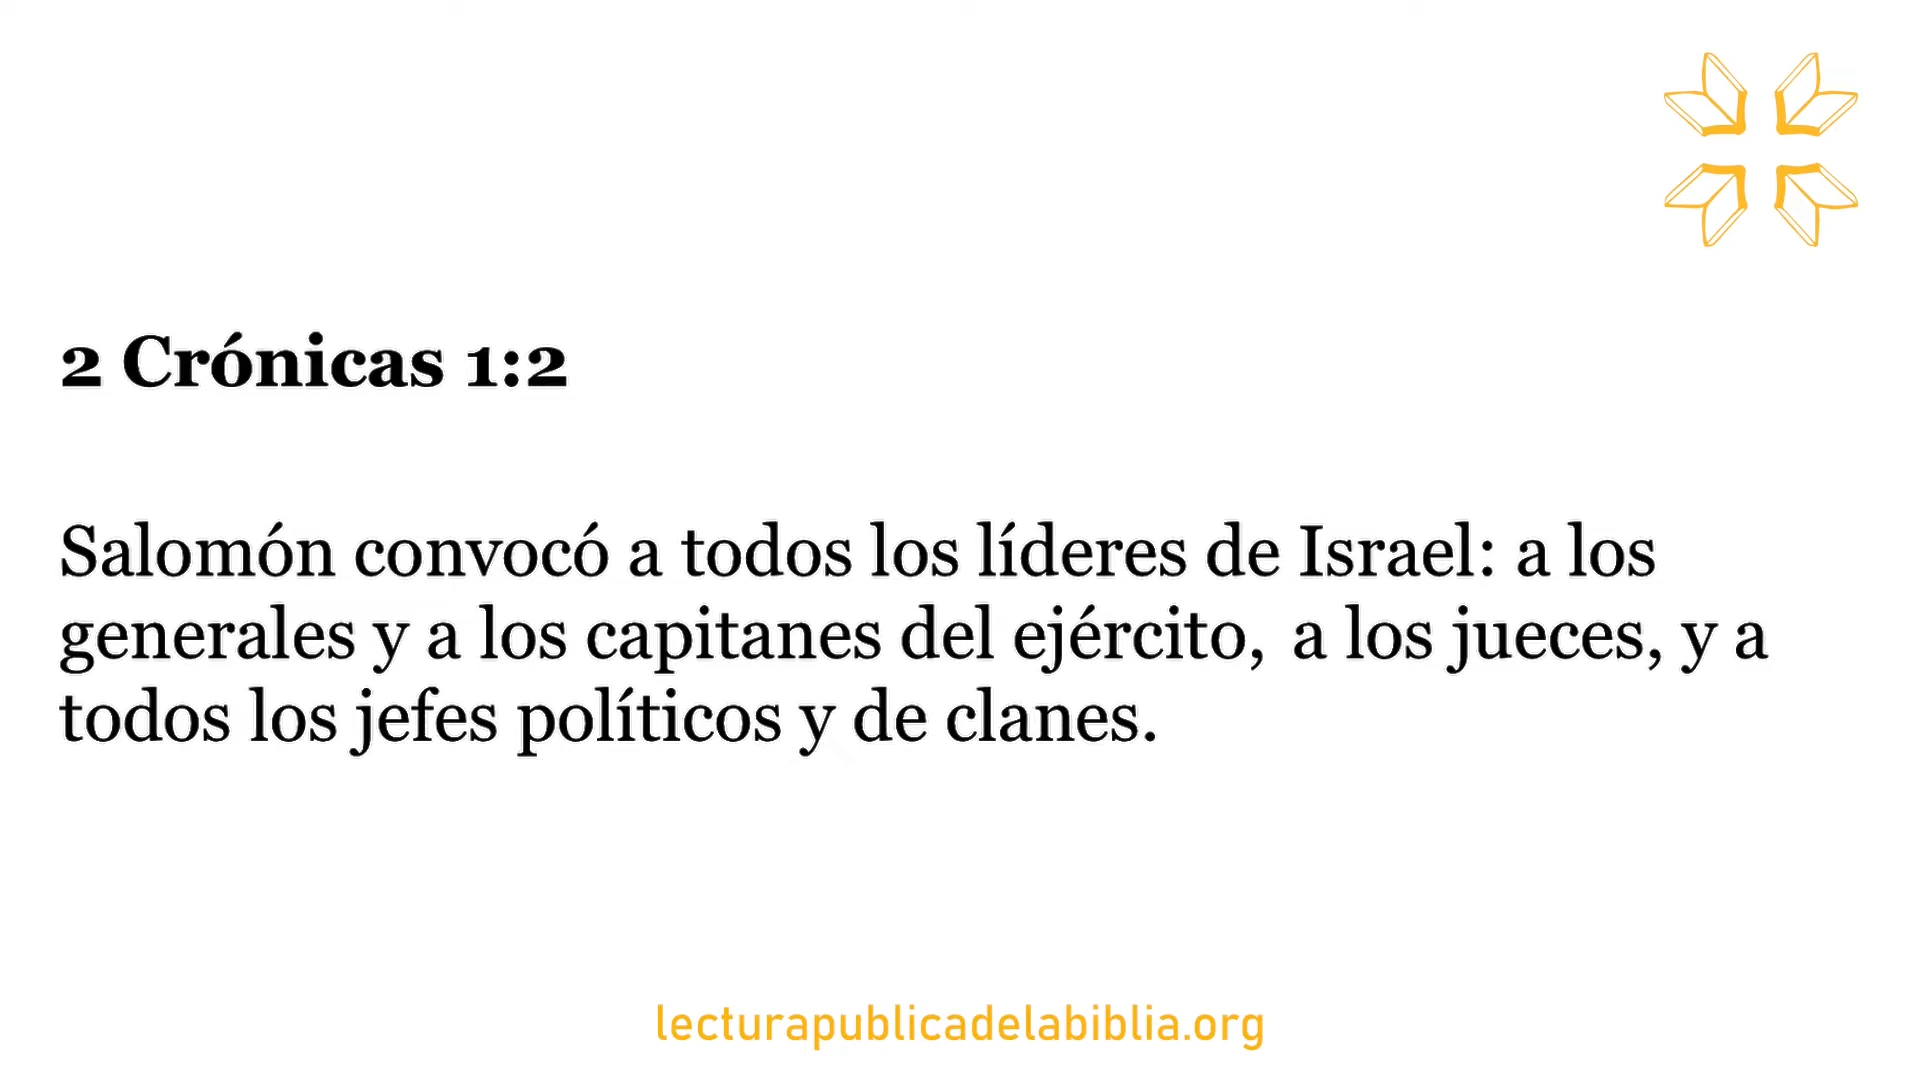 2 Crónicas 1:2
Salomón convocó a todos los líderes de Israel: a los
generales y a los capitanes del ejército, a los jueces, y a
todos los jefes políticos y de clanes.
lecturapublicadelabiblia.org